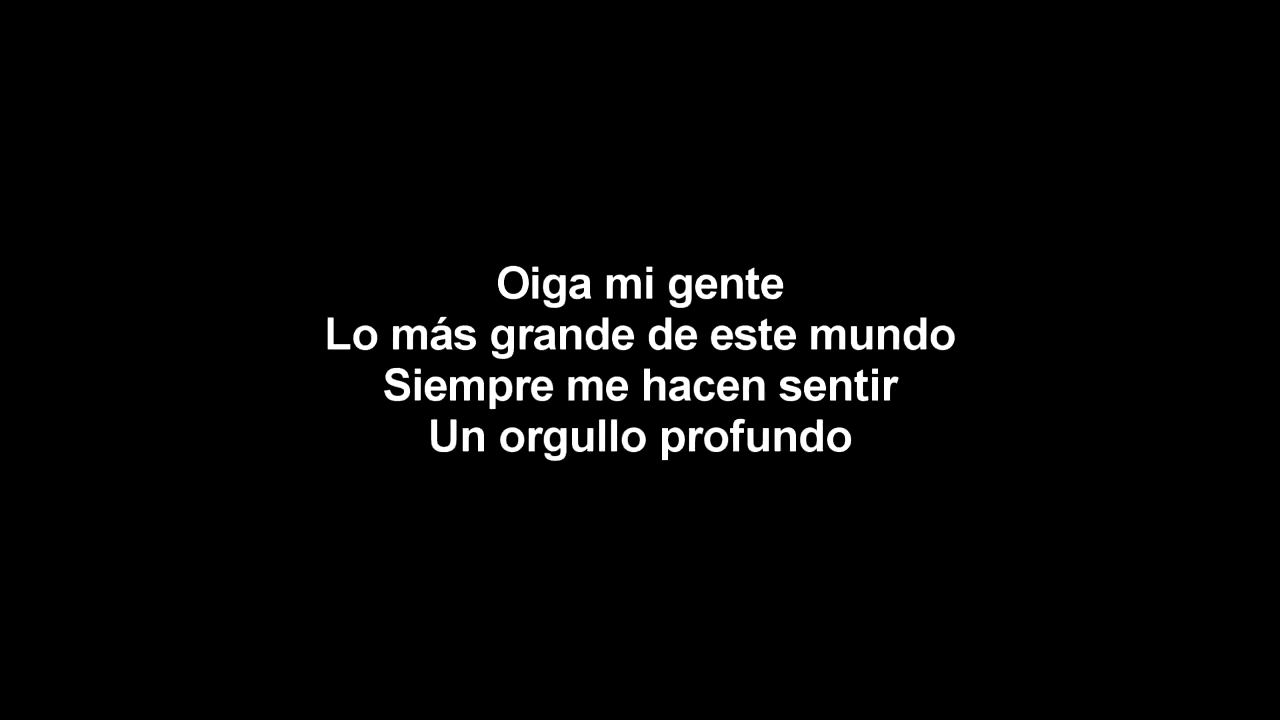 Oiga mi gente
Lo más grande de este mundo
Siempre me hacen sentir
Un orgullo profundo